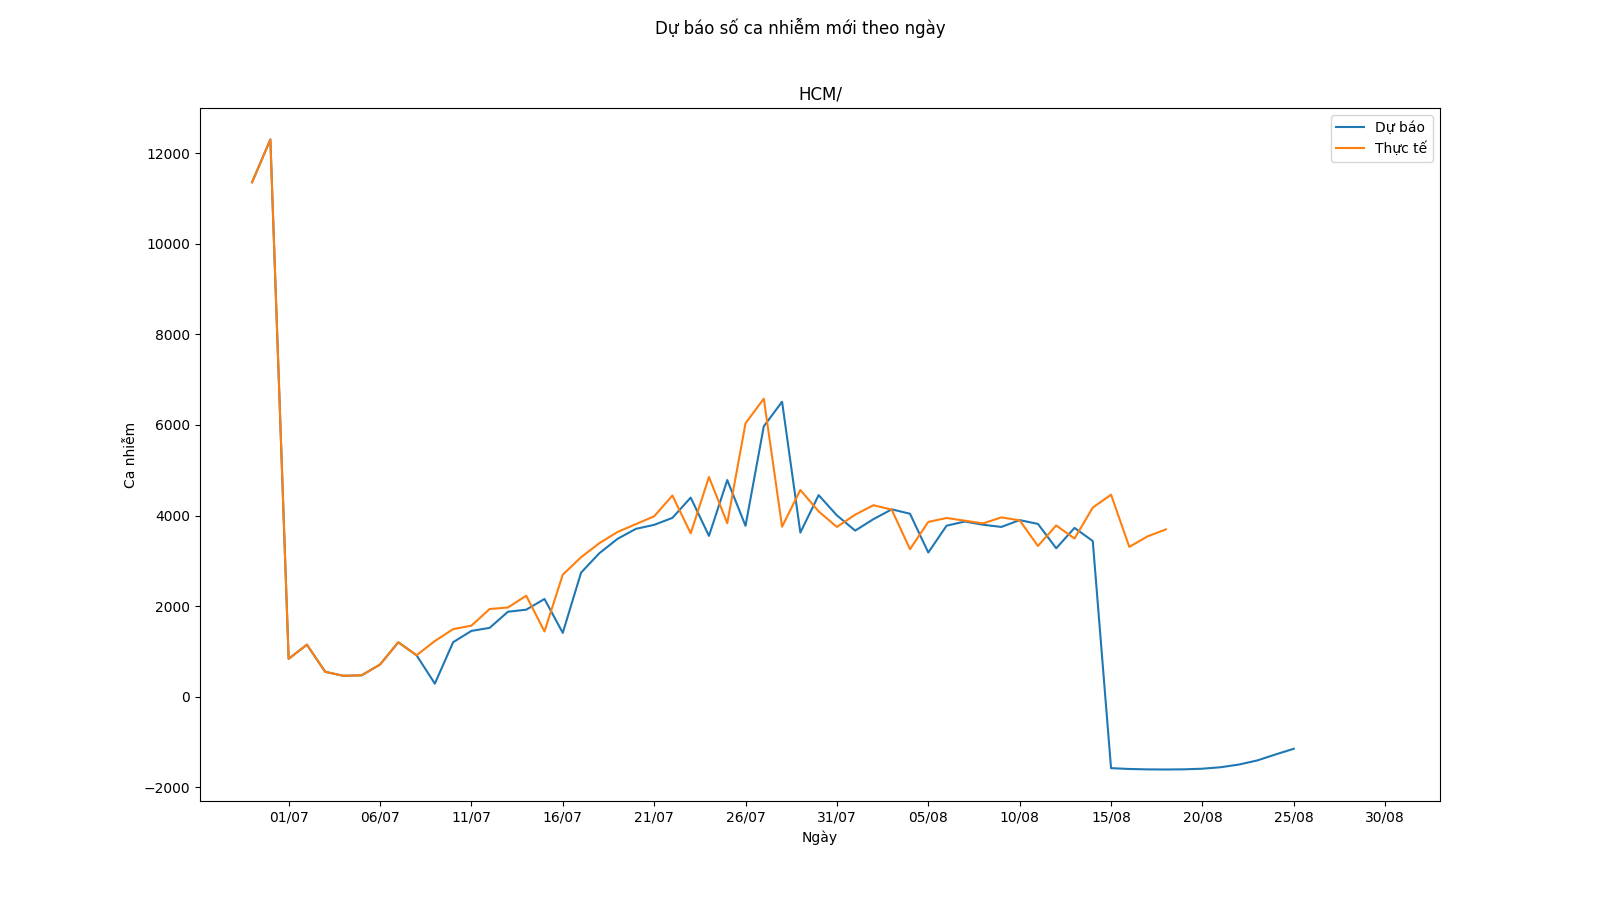 Dự báo số ca nhiễm mới theo ngày
HCM/
Dự báo
Thực tế
Ca nhiễm
12000
10000
8000
6000
4000
2000
0
−2000
01/07 06/07 11/07 16/07 21/07 26/07 31/07 05/08 10/08 15/08 20/08 25/08 30/08
Ngày